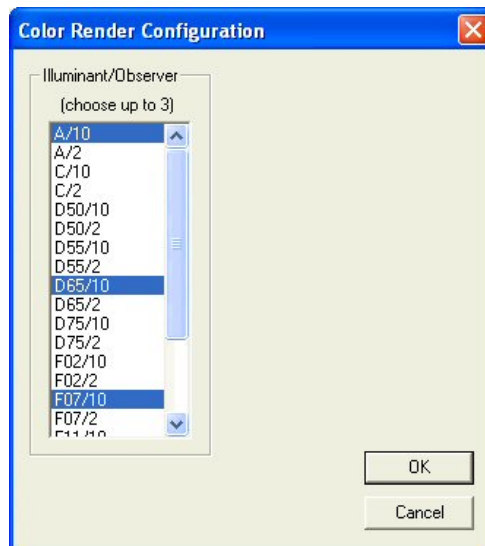 Color Render Configuration
Illuminant/Observer
(choose up to 3)
A/10
A/2
C/10
C/2
D50/10
D50/2
D55/10
D55/2
D65/10
D65/2
D75/10
D75/2
F02/10
F02/2
F07/10
F07/2
F11/10
OK
Cancel